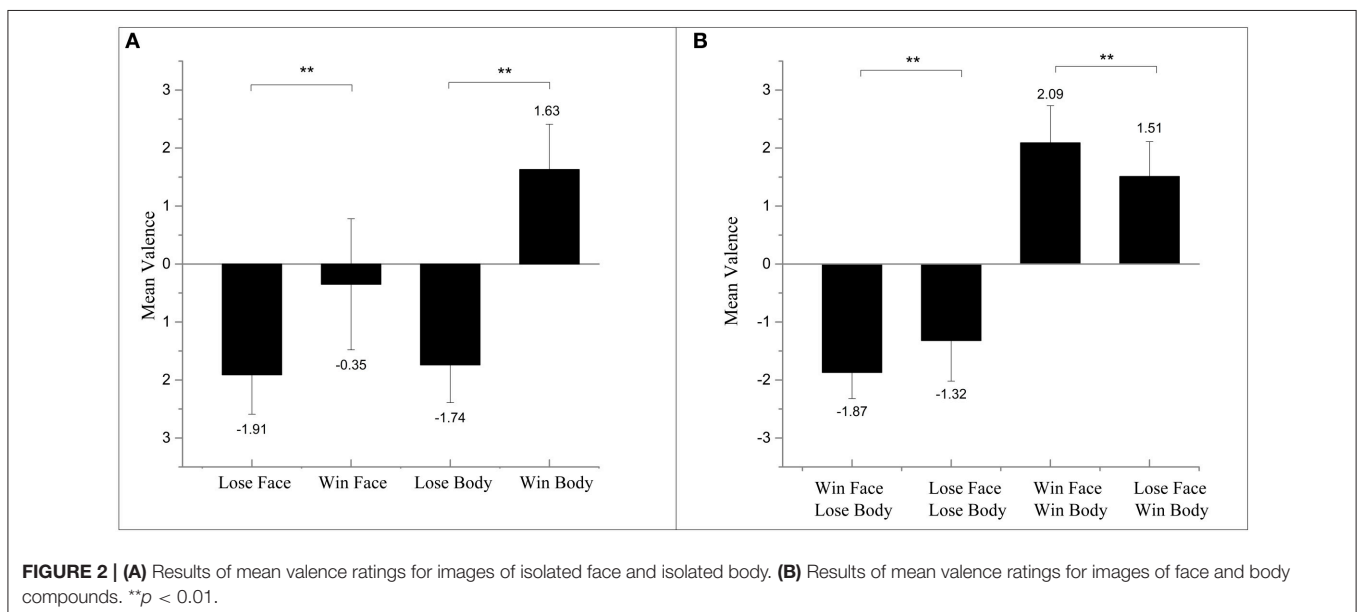 A
**
**
3
2
1
0
1
2
3
Mean Valence
1.63
-0.35
-1.91
-1.74
Lose Face
Win Face
Lose Body
Win Body
B
**
**
3
2
1
0
-1
-2
-3
Mean Valence
2.09
1.51
-1.87
-1.32
Win Face
Lose Body
Lose Face
Lose Body
Win Face
Win Body
Lose Face
Win Body
FIGURE 2 | (A) Results of mean valence ratings for images of isolated face and isolated body. (B) Results of mean valence ratings for images of face and body
compounds. **p < 0.01.